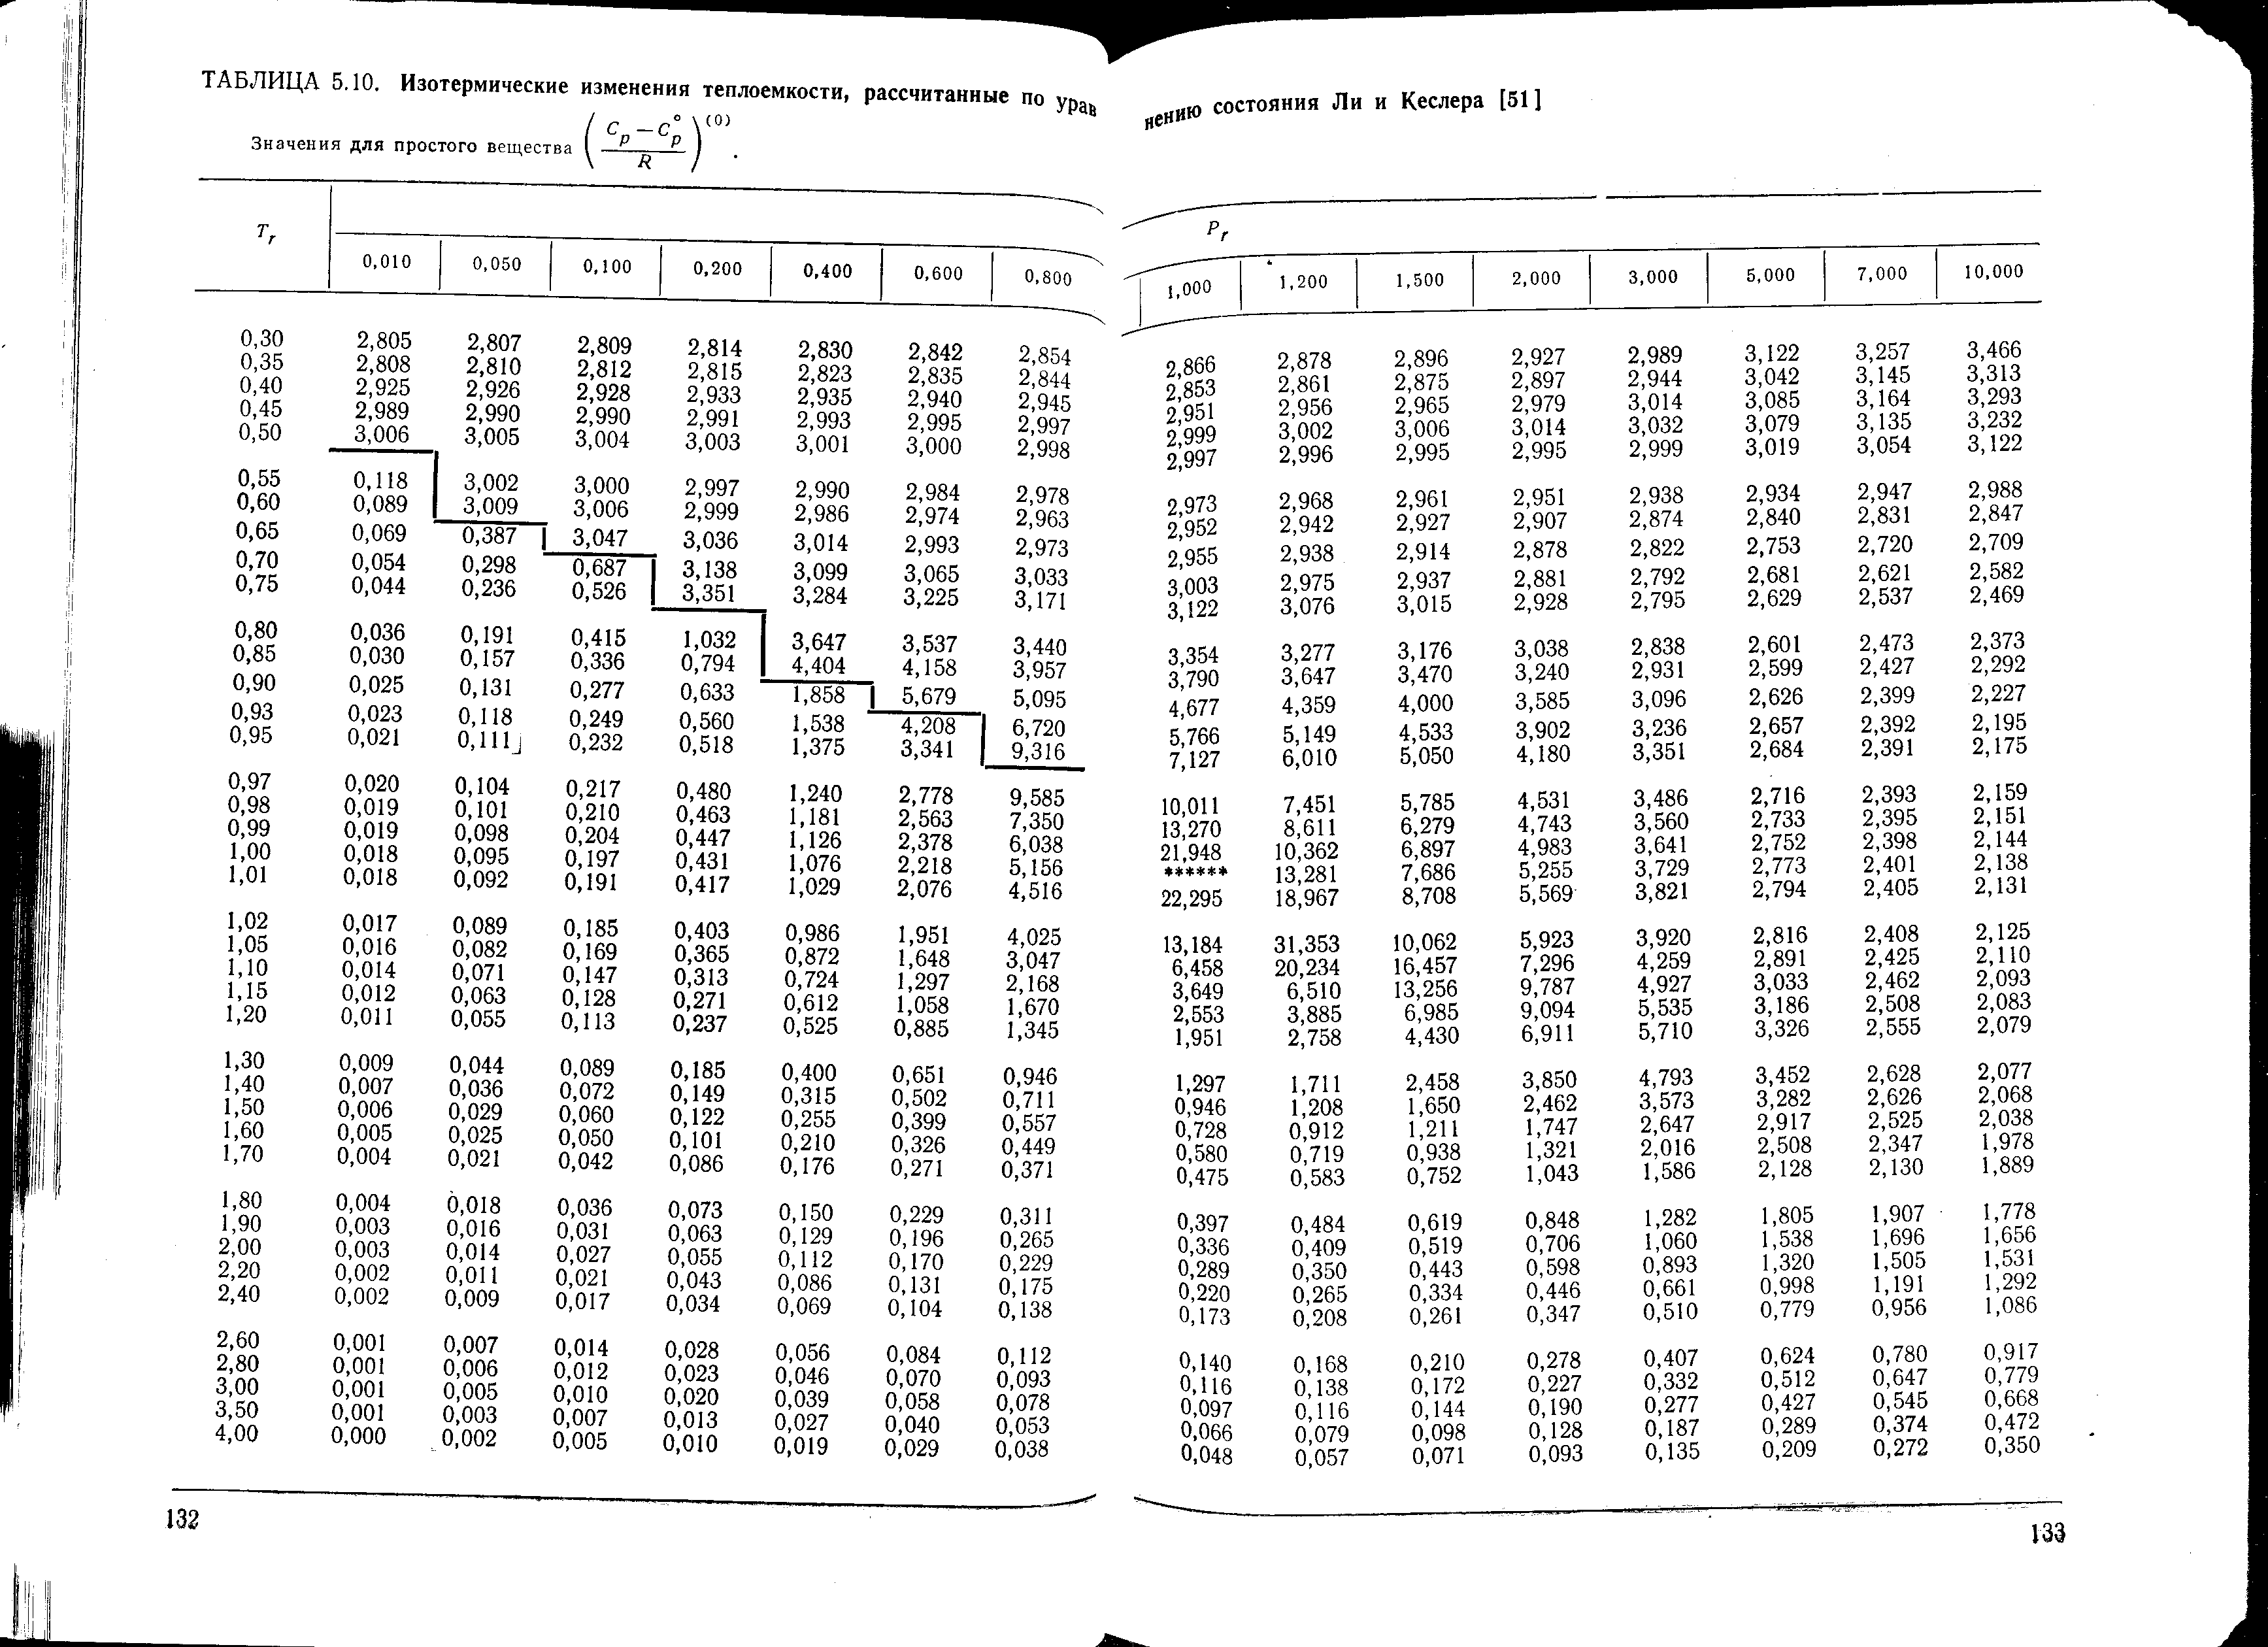 ТАБЛИЦА 5.10. Изотермические изменения теплоемкости, рассчитанные по урав нению состояния Ли и Кеслера [51]
Значения для простого вещества ( (C_p − C_p°) / R )^(0).
T_r P_r
0,010 0,050 0,100 0,200 0,400 0,600 0,800 1,000 1,200 1,500 2,000 3,000 5,000 7,000 10,000
0,30 2,805 2,807 2,809 2,814 2,830 2,842 2,854 2,866 2,878 2,896 2,927 2,989 3,122 3,257 3,466
0,35 2,808 2,810 2,812 2,815 2,823 2,835 2,844 2,853 2,861 2,875 2,897 2,944 3,042 3,145 3,313
0,40 2,925 2,926 2,928 2,933 2,935 2,940 2,945 2,951 2,956 2,965 2,979 3,014 3,085 3,164 3,293
0,45 2,989 2,990 2,990 2,991 2,993 2,995 2,997 2,999 3,002 3,006 3,014 3,032 3,079 3,135 3,232
0,50 3,006 3,005 3,004 3,003 3,001 3,000 2,998 2,997 2,996 2,995 2,995 2,999 3,019 3,054 3,122
0,55 0,118 3,002 3,000 2,997 2,990 2,984 2,978 2,973 2,968 2,961 2,951 2,938 2,934 2,947 2,988
0,60 0,089 3,009 3,006 2,999 2,986 2,974 2,963 2,952 2,942 2,927 2,907 2,874 2,840 2,831 2,847
0,65 0,069 0,387 3,047 3,036 3,014 2,993 2,973 2,955 2,938 2,914 2,878 2,822 2,753 2,720 2,709
0,70 0,054 0,298 0,687 3,138 3,099 3,065 3,033 3,003 2,975 2,937 2,881 2,792 2,681 2,621 2,582
0,75 0,044 0,236 0,526 3,351 3,284 3,225 3,171 3,122 3,076 3,015 2,928 2,795 2,629 2,537 2,469
0,80 0,036 0,191 0,415 1,032 3,647 3,537 3,440 3,354 3,277 3,176 3,038 2,838 2,601 2,473 2,373
0,85 0,030 0,157 0,336 0,794 4,404 4,158 3,957 3,790 3,647 3,470 3,240 2,931 2,599 2,427 2,292
0,90 0,025 0,131 0,277 0,633 1,858 5,679 5,095 4,677 4,359 4,000 3,585 3,096 2,626 2,399 2,227
0,93 0,023 0,118 0,249 0,560 1,538 4,208 6,720 5,766 5,149 4,533 3,902 3,236 2,657 2,392 2,195
0,95 0,021 0,111 0,232 0,518 1,375 3,341 9,316 7,127 6,010 5,050 4,180 3,351 2,684 2,391 2,175
0,97 0,020 0,104 0,217 0,480 1,240 2,778 9,585 10,011 7,451 5,785 4,531 3,486 2,716 2,393 2,159
0,98 0,019 0,101 0,210 0,463 1,181 2,563 7,350 13,270 8,611 6,279 4,743 3,560 2,733 2,395 2,151
0,99 0,019 0,098 0,204 0,447 1,126 2,378 6,038 21,948 10,362 6,897 4,983 3,641 2,752 2,398 2,144
1,00 0,018 0,095 0,197 0,431 1,076 2,218 5,156 ****** 13,281 7,686 5,255 3,729 2,773 2,401 2,138
1,01 0,018 0,092 0,191 0,417 1,029 2,076 4,516 22,295 18,967 8,708 5,569 3,821 2,794 2,405 2,131
1,02 0,017 0,089 0,185 0,403 0,986 1,951 4,025 13,184 31,353 10,062 5,923 3,920 2,816 2,408 2,125
1,05 0,016 0,082 0,169 0,365 0,872 1,648 3,047 6,458 20,234 16,457 7,296 4,259 2,891 2,425 2,110
1,10 0,014 0,071 0,147 0,313 0,724 1,297 2,168 3,649 6,510 13,256 9,787 4,927 3,033 2,462 2,093
1,15 0,012 0,063 0,128 0,271 0,612 1,058 1,670 2,553 3,885 6,985 9,094 5,535 3,186 2,508 2,083
1,20 0,011 0,055 0,113 0,237 0,525 0,885 1,345 1,951 2,758 4,430 6,911 5,710 3,326 2,555 2,079
1,30 0,009 0,044 0,089 0,185 0,400 0,651 0,946 1,297 1,711 2,458 3,850 4,793 3,452 2,628 2,077
1,40 0,007 0,036 0,072 0,149 0,315 0,502 0,711 0,946 1,208 1,650 2,462 3,573 3,282 2,626 2,068
1,50 0,006 0,029 0,060 0,122 0,255 0,399 0,557 0,728 0,912 1,211 1,747 2,647 2,917 2,525 2,038
1,60 0,005 0,025 0,050 0,101 0,210 0,326 0,449 0,580 0,719 0,938 1,321 2,016 2,508 2,347 1,978
1,70 0,004 0,021 0,042 0,086 0,176 0,271 0,371 0,475 0,583 0,752 1,043 1,586 2,128 2,130 1,889
1,80 0,004 0,018 0,036 0,073 0,150 0,229 0,311 0,397 0,484 0,619 0,848 1,282 1,805 1,907 1,778
1,90 0,003 0,016 0,031 0,063 0,129 0,196 0,265 0,336 0,409 0,519 0,706 1,060 1,538 1,696 1,656
2,00 0,003 0,014 0,027 0,055 0,112 0,170 0,229 0,289 0,350 0,443 0,598 0,893 1,320 1,505 1,531
2,20 0,002 0,011 0,021 0,043 0,086 0,131 0,175 0,220 0,265 0,334 0,446 0,661 0,998 1,191 1,292
2,40 0,002 0,009 0,017 0,034 0,069 0,104 0,138 0,173 0,208 0,261 0,347 0,510 0,779 0,956 1,086
2,60 0,001 0,007 0,014 0,028 0,056 0,084 0,112 0,140 0,168 0,210 0,278 0,407 0,624 0,780 0,917
2,80 0,001 0,006 0,012 0,023 0,046 0,070 0,093 0,116 0,138 0,172 0,227 0,332 0,512 0,647 0,779
3,00 0,001 0,005 0,010 0,020 0,039 0,058 0,078 0,097 0,116 0,144 0,190 0,277 0,427 0,545 0,668
3,50 0,001 0,003 0,007 0,013 0,027 0,040 0,053 0,066 0,079 0,098 0,128 0,187 0,289 0,374 0,472
4,00 0,000 0,002 0,005 0,010 0,019 0,029 0,038 0,048 0,057 0,071 0,093 0,135 0,209 0,272 0,350
132 133